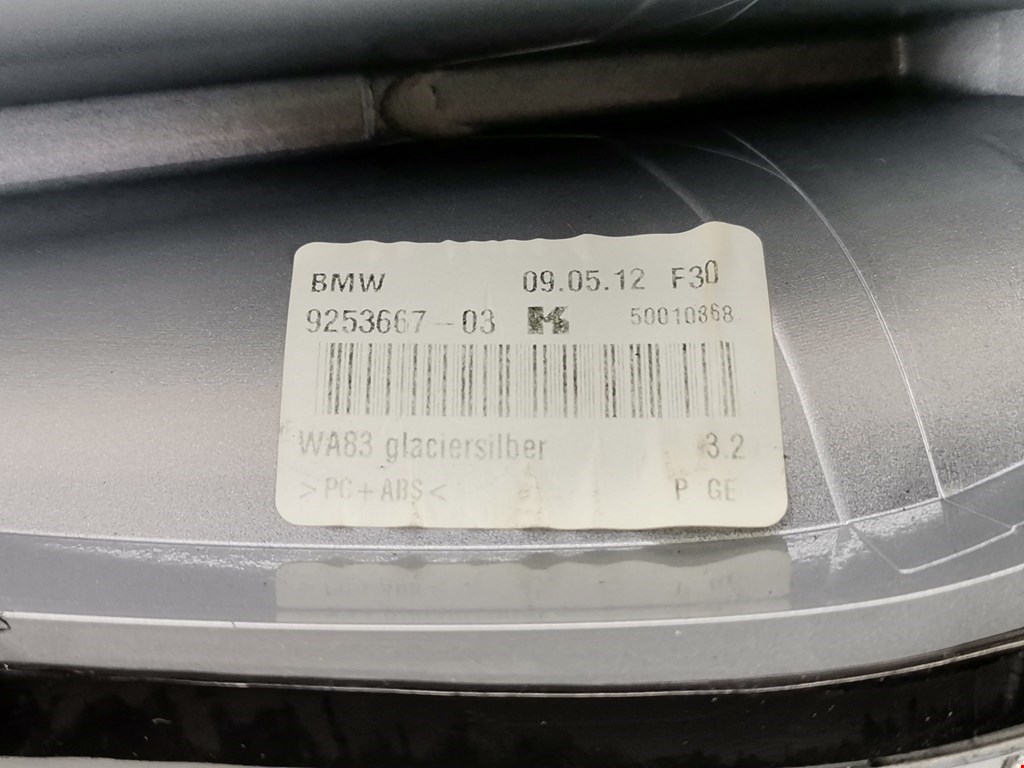 BMW 09.05.12 F30
9253667-03 50010368
WA83 glaciersilber 3.2
>PC+ABS< P GE